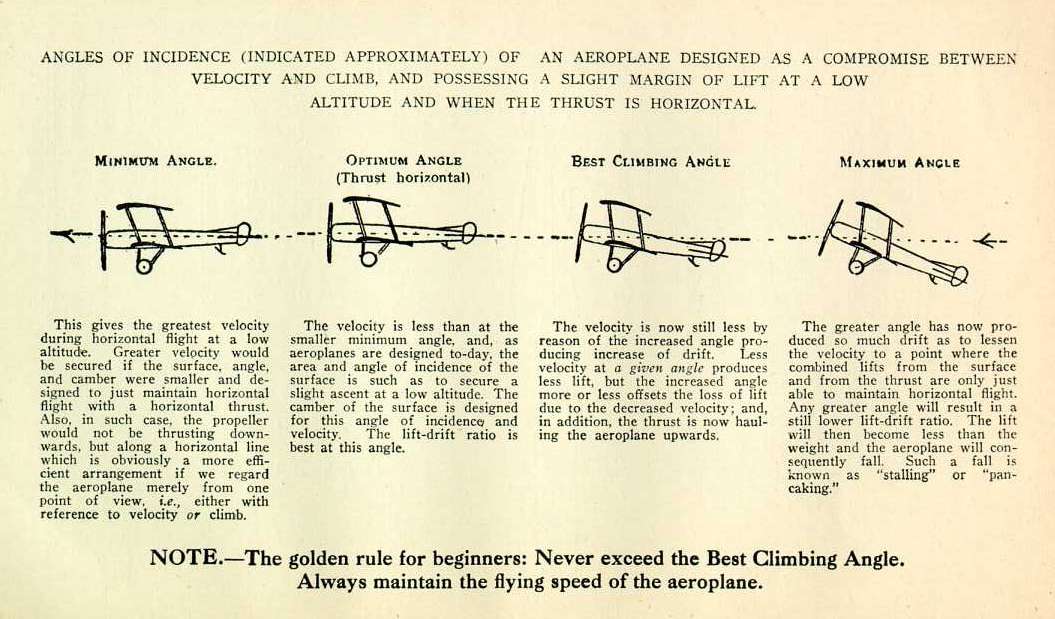 ANGLES OF INCIDENCE (INDICATED APPROXIMATELY) OF AN AEROPLANE DESIGNED AS A COMPROMISE BETWEEN
VELOCITY AND CLIMB, AND POSSESSING A SLIGHT MARGIN OF LIFT AT A LOW
ALTITUDE AND WHEN THE THRUST IS HORIZONTAL.
MINIMUM ANGLE.
This gives the greatest velocity
during horizontal flight at a low
altitude. Greater velocity would
be secured if the surface, angle,
and camber were smaller and de-
signed to just maintain horizontal
flight with a horizontal thrust.
Also, in such case, the propeller
would not be thrusting down-
wards, but along a horizontal line
which is obviously a more effi-
cient arrangement if we regard
the aeroplane merely from one
point of view, i.e., either with
reference to velocity or climb.
OPTIMUM ANGLE
(Thrust horizontal)
The velocity is less than at the
smaller minimum angle, and, as
aeroplanes are designed to-day, the
area and angle of incidence of the
surface is such as to secure a
slight ascent at a low altitude. The
camber of the surface is designed
for this angle of incidence and
velocity. The lift-drift ratio is
best at this angle.
BEST CLIMBING ANGLE
The velocity is now still less by
reason of the increased angle pro-
ducing increase of drift. Less
velocity at a given angle produces
less lift, but the increased angle
more or less offsets the loss of lift
due to the decreased velocity; and,
in addition, the thrust is now haul-
ing the aeroplane upwards.
MAXIMUM ANGLE
The greater angle has now pro-
duced so much drift as to lessen
the velocity to a point where the
combined lifts from the surface
and from the thrust are only just
able to maintain horizontal flight.
Any greater angle will result in a
still lower lift-drift ratio. The lift
will then become less than the
weight and the aeroplane will con-
sequently fall. Such a fall is
known as "stalling" or "pan-
caking."
NOTE.—The golden rule for beginners: Never exceed the Best Climbing Angle.
Always maintain the flying speed of the aeroplane.